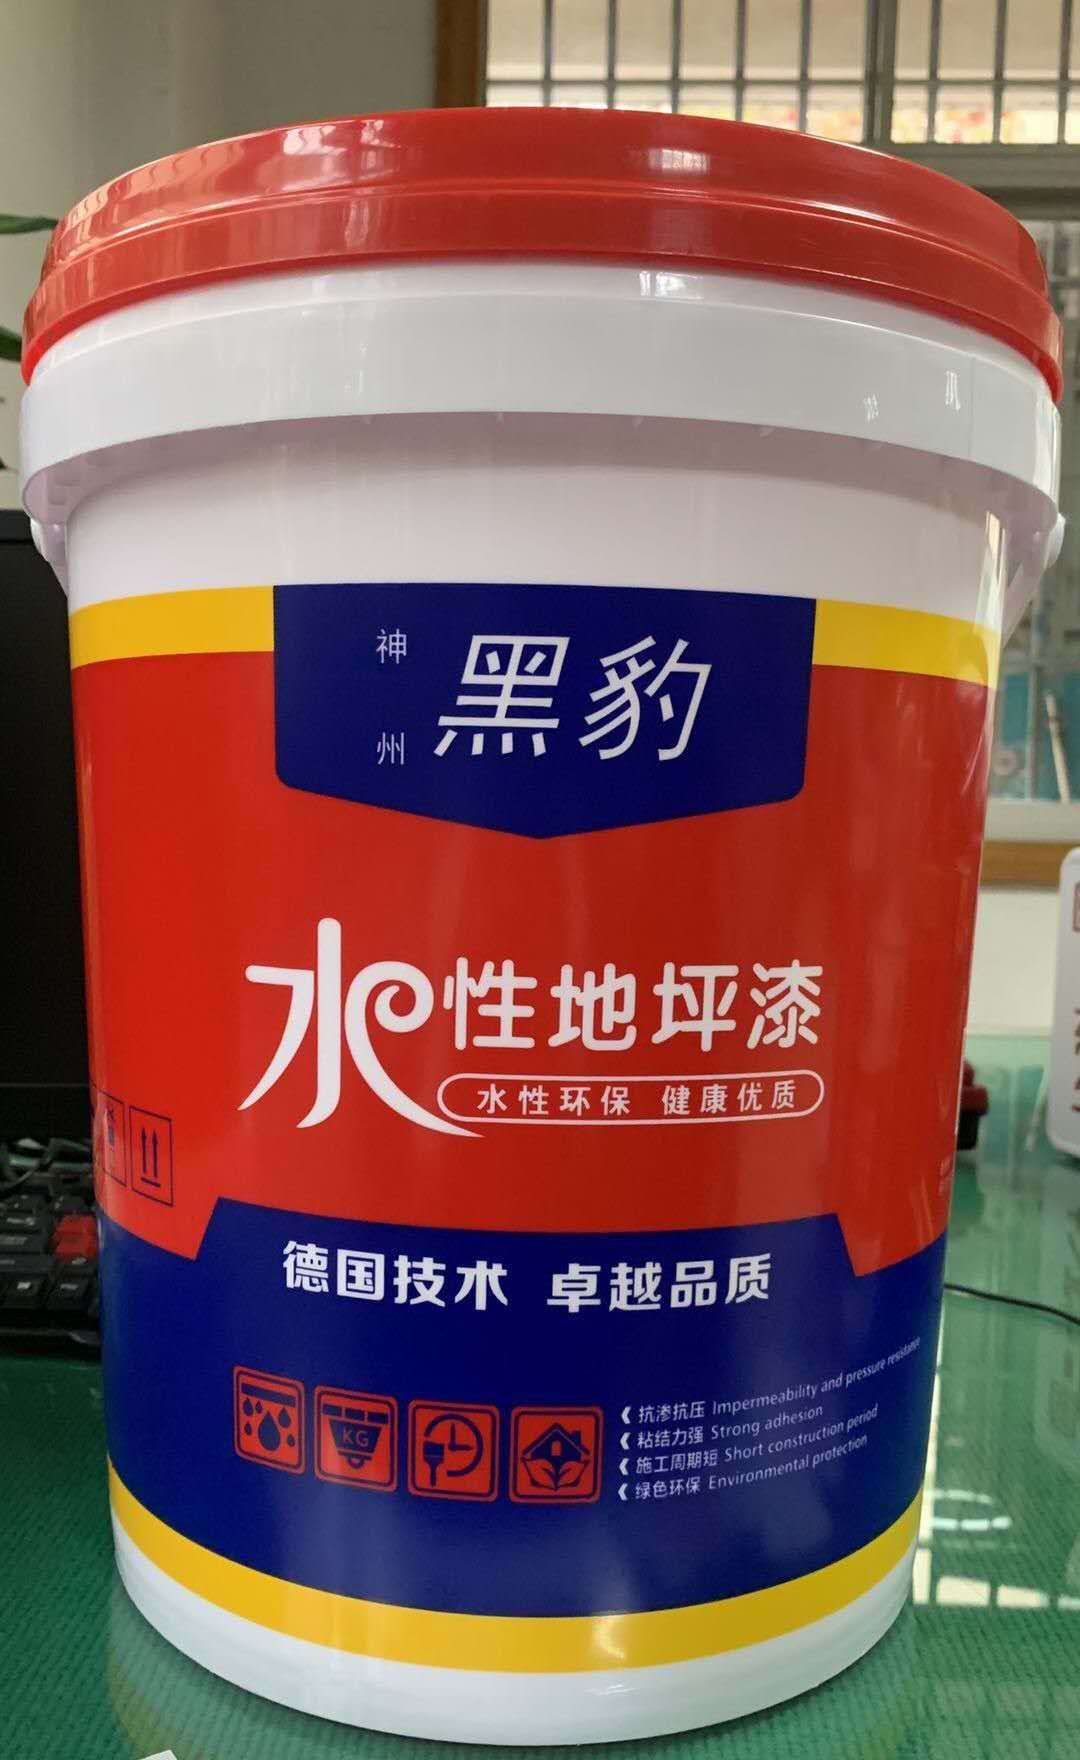 神州 黑豹
水性地坪漆
水性环保 健康优质
德国技术 卓越品质
KG
抗渗抗压 Impermeability and pressure resistance
粘结力强 Strong adhesion
施工周期短 Short construction period
绿色环保 Environmental protection